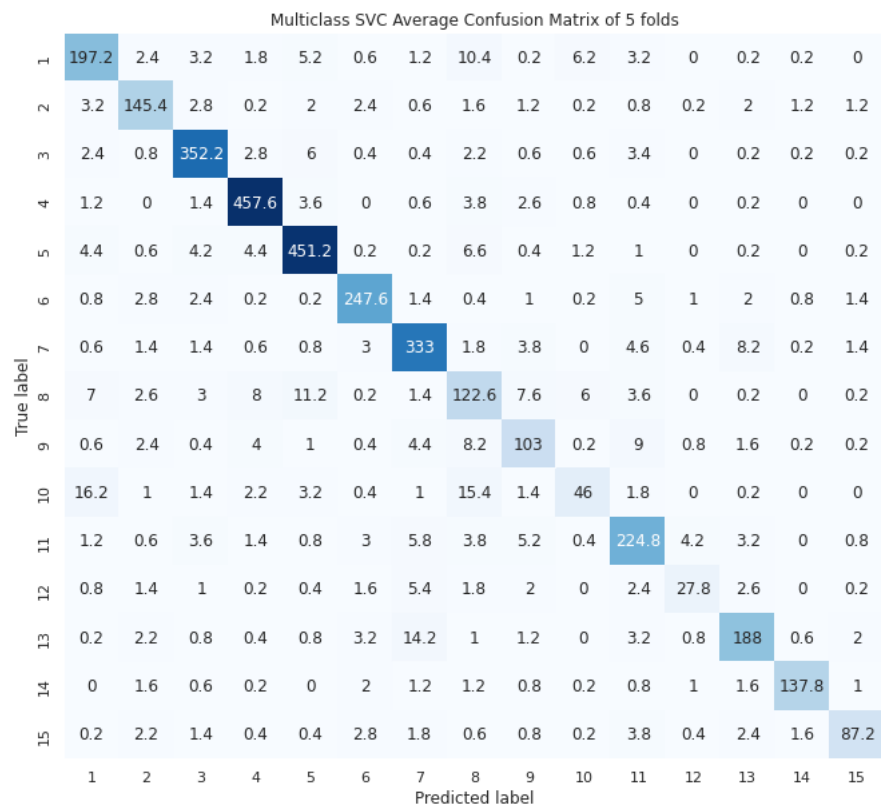 Multiclass SVC Average Confusion Matrix of 5 folds
1 197.2 2.4 3.2 1.8 5.2 0.6 1.2 10.4 0.2 6.2 3.2 0 0.2 0.2 0
2 3.2 145.4 2.8 0.2 2 2.4 0.6 1.6 1.2 0.2 0.8 0.2 2 1.2 1.2
3 2.4 0.8 352.2 2.8 6 0.4 0.4 2.2 0.6 0.6 3.4 0 0.2 0.2 0.2
4 1.2 0 1.4 457.6 3.6 0 0.6 3.8 2.6 0.8 0.4 0 0.2 0 0
5 4.4 0.6 4.2 4.4 451.2 0.2 0.2 6.6 0.4 1.2 1 0 0.2 0 0.2
6 0.8 2.8 2.4 0.2 0.2 247.6 1.4 0.4 1 0.2 5 1 2 0.8 1.4
7 0.6 1.4 1.4 0.6 0.8 3 333 1.8 3.8 0 4.6 0.4 8.2 0.2 1.4
8 7 2.6 3 8 11.2 0.2 1.4 122.6 7.6 6 3.6 0 0.2 0 0.2
9 0.6 2.4 0.4 4 1 0.4 4.4 8.2 103 0.2 9 0.8 1.6 0.2 0.2
10 16.2 1 1.4 2.2 3.2 0.4 1 15.4 1.4 46 1.8 0 0.2 0 0
11 1.2 0.6 3.6 1.4 0.8 3 5.8 3.8 5.2 0.4 224.8 4.2 3.2 0 0.8
12 0.8 1.4 1 0.2 0.4 1.6 5.4 1.8 2 0 2.4 27.8 2.6 0 0.2
13 0.2 2.2 0.8 0.4 0.8 3.2 14.2 1 1.2 0 3.2 0.8 188 0.6 2
14 0 1.6 0.6 0.2 0 2 1.2 1.2 0.8 0.2 0.8 1 1.6 137.8 1
15 0.2 2.2 1.4 0.4 0.4 2.8 1.8 0.6 0.8 0.2 3.8 0.4 2.4 1.6 87.2
1 2 3 4 5 6 7 8 9 10 11 12 13 14 15
Predicted label
True label